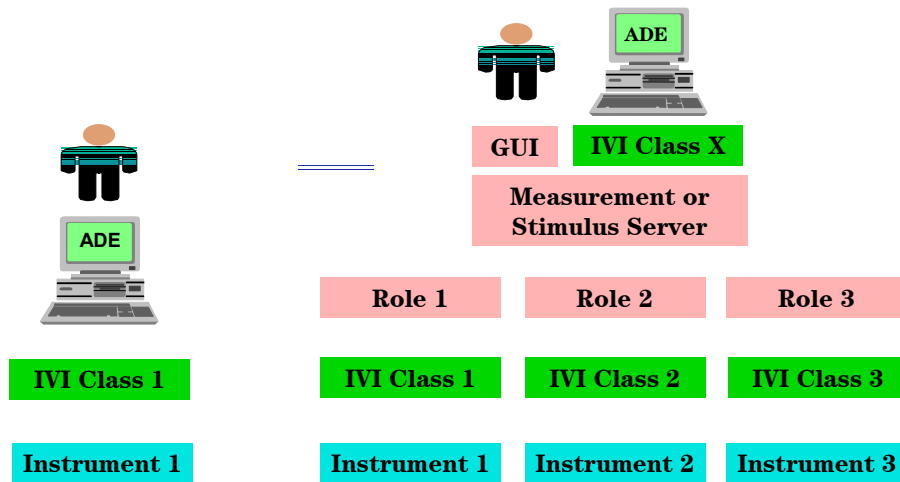 ADE
GUI IVI Class X
Measurement or
Stimulus Server
ADE
Role 1 Role 2 Role 3
IVI Class 1 IVI Class 1 IVI Class 2 IVI Class 3
Instrument 1 Instrument 1 Instrument 2 Instrument 3